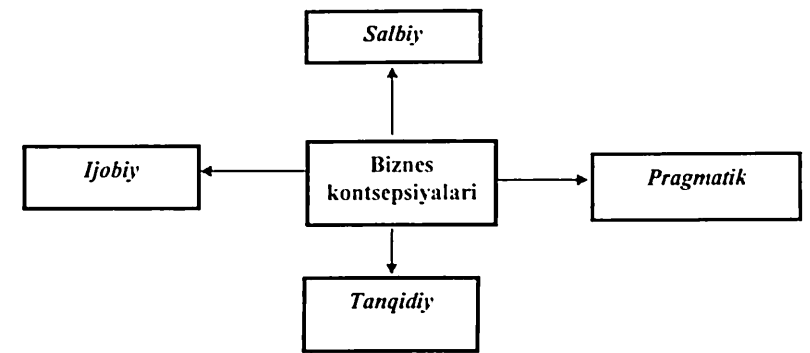 Salbiy
Ijobiy
Biznes
kontsepsiyalari
Pragmatik
Tanqidiy